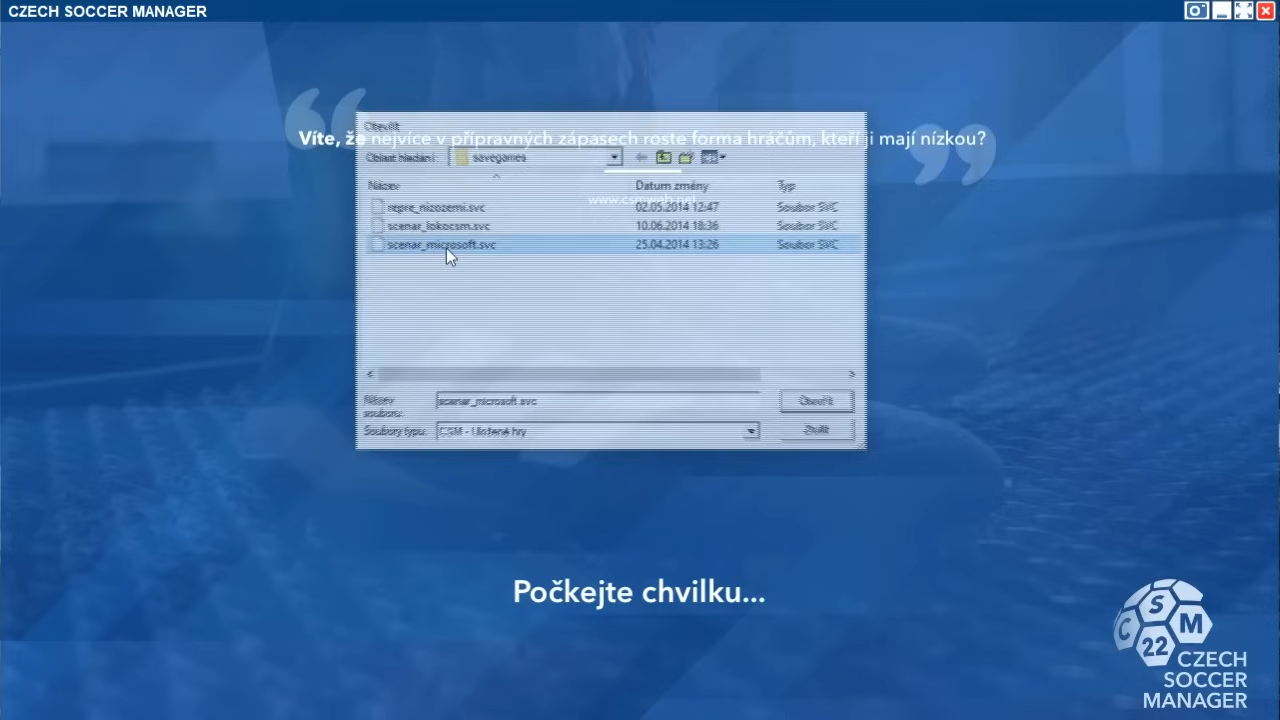 CZECH SOCCER MANAGER
Víte, že nejvíce v přípravných zápasech roste forma hráčům, kteří ji mají nízkou?
Otevřít
Oblast hledání: savegames
Název Datum změny Typ
repre_nizozemi.svc 02.05.2014 12:47 Soubor SVC
scenar_lokocsm.svc 10.06.2014 18:36 Soubor SVC
scenar_microsoft.svc 25.04.2014 13:26 Soubor SVC
Název souboru: scenar_microsoft.svc Otevřít
Soubory typu: CSM - Uložené hry Zrušit
Počkejte chvilku...
C S M
22
CZECH
SOCCER
MANAGER